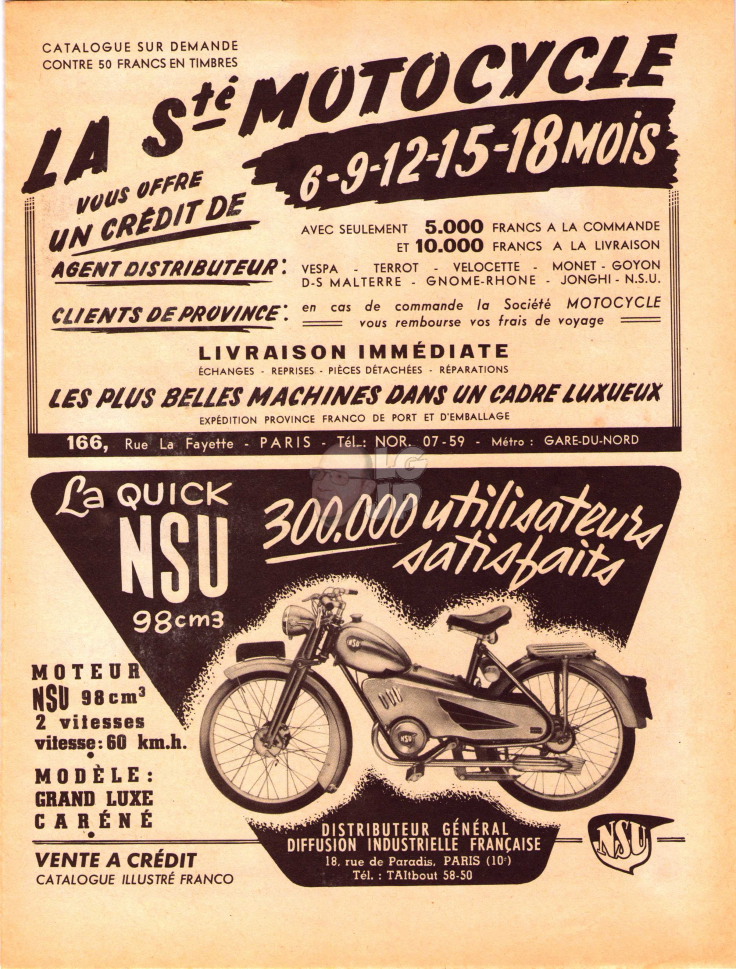 CATALOGUE SUR DEMANDE
CONTRE 50 FRANCS EN TIMBRES
LA Sté MOTOCYCLE
6-9-12-15-18 MOIS
VOUS OFFRE
UN CRÉDIT DE
AVEC SEULEMENT 5.000 FRANCS A LA COMMANDE
ET 10.000 FRANCS A LA LIVRAISON
AGENT DISTRIBUTEUR: VESPA - TERROT - VELOCETTE - MONET-GOYON
D-S MALTERRE - GNOME-RHONE - JONGHI - N.S.U.
CLIENTS DE PROVINCE: en cas de commande la Société MOTOCYCLE
vous rembourse vos frais de voyage
LIVRAISON IMMÉDIATE
ÉCHANGES - REPRISES - PIÈCES DÉTACHÉES - RÉPARATIONS
LES PLUS BELLES MACHINES DANS UN CADRE LUXUEUX
EXPÉDITION PROVINCE FRANCO DE PORT ET D'EMBALLAGE
166, Rue La Fayette - PARIS - Tél.: NOR. 07-59 - Métro : GARE-DU-NORD
La QUICK
NSU
98cm3
300.000 utilisateurs
satisfaits
MOTEUR
NSU 98cm³
2 vitesses
vitesse: 60 km.h.
MODÈLE:
GRAND LUXE
CARÉNÉ
VENTE A CRÉDIT
CATALOGUE ILLUSTRÉ FRANCO
NSU
NSU
DISTRIBUTEUR GÉNÉRAL
DIFFUSION INDUSTRIELLE FRANÇAISE
18, rue de Paradis, PARIS (10e)
Tél. : TAItbout 58-50
NSU